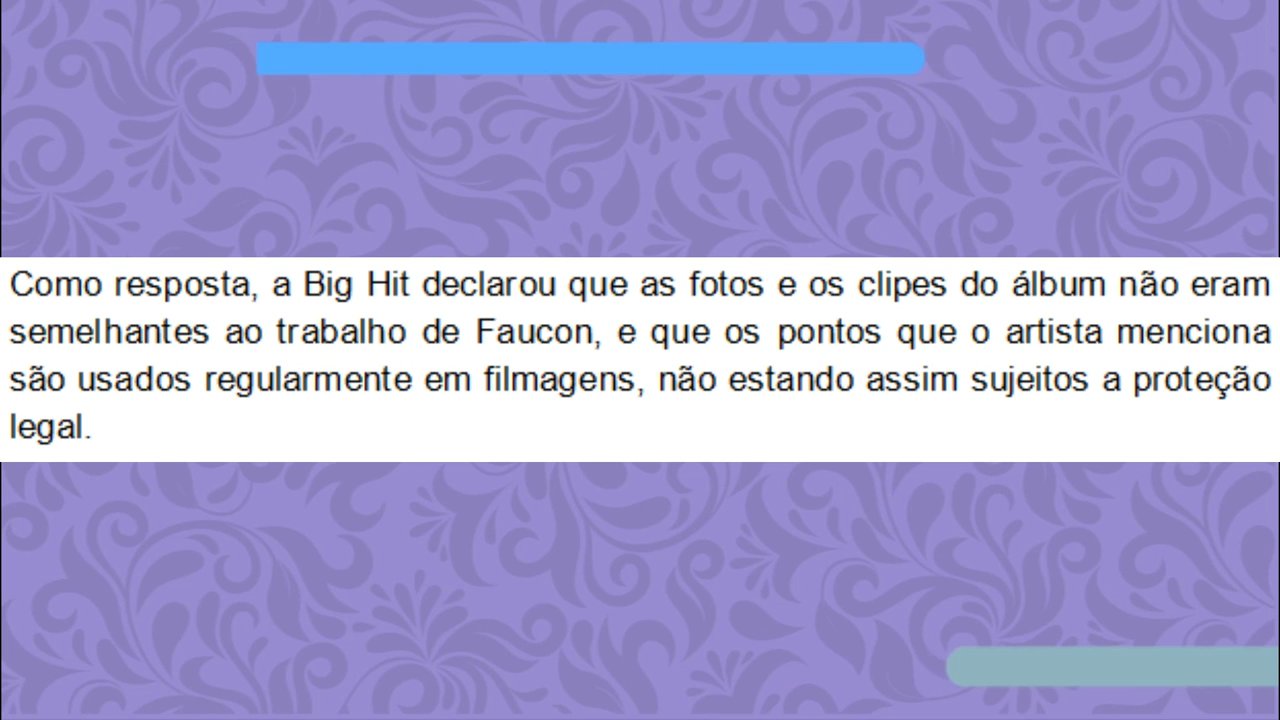 Como resposta, a Big Hit declarou que as fotos e os clipes do álbum não eram
semelhantes ao trabalho de Faucon, e que os pontos que o artista menciona
são usados regularmente em filmagens, não estando assim sujeitos a proteção
legal.